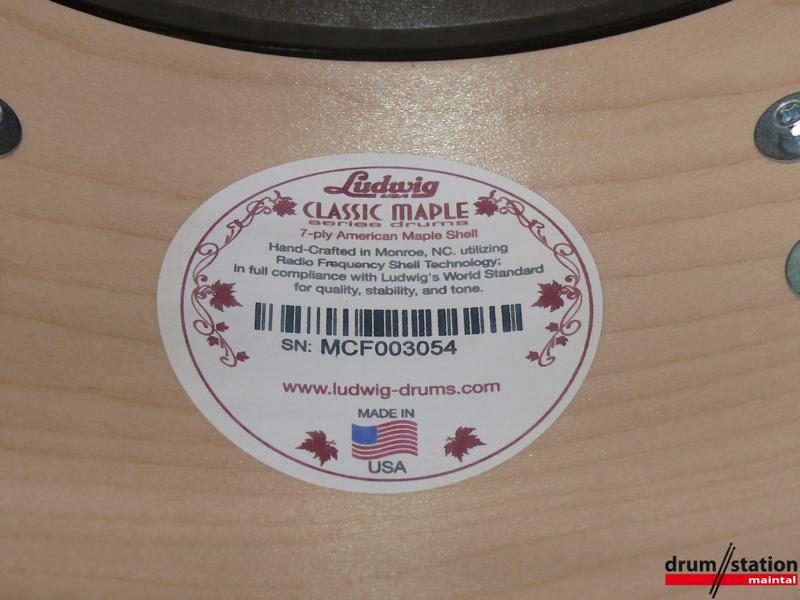 Ludwig
USA
CLASSIC MAPLE
series drums
7-ply American Maple Shell
Hand-Crafted in Monroe, NC. utilizing
Radio Frequency Shell Technology;
in full compliance with Ludwig's World Standard
for quality, stability, and tone.
SN: MCF003054
www.ludwig-drums.com
MADE IN
USA
drum//station
maintal